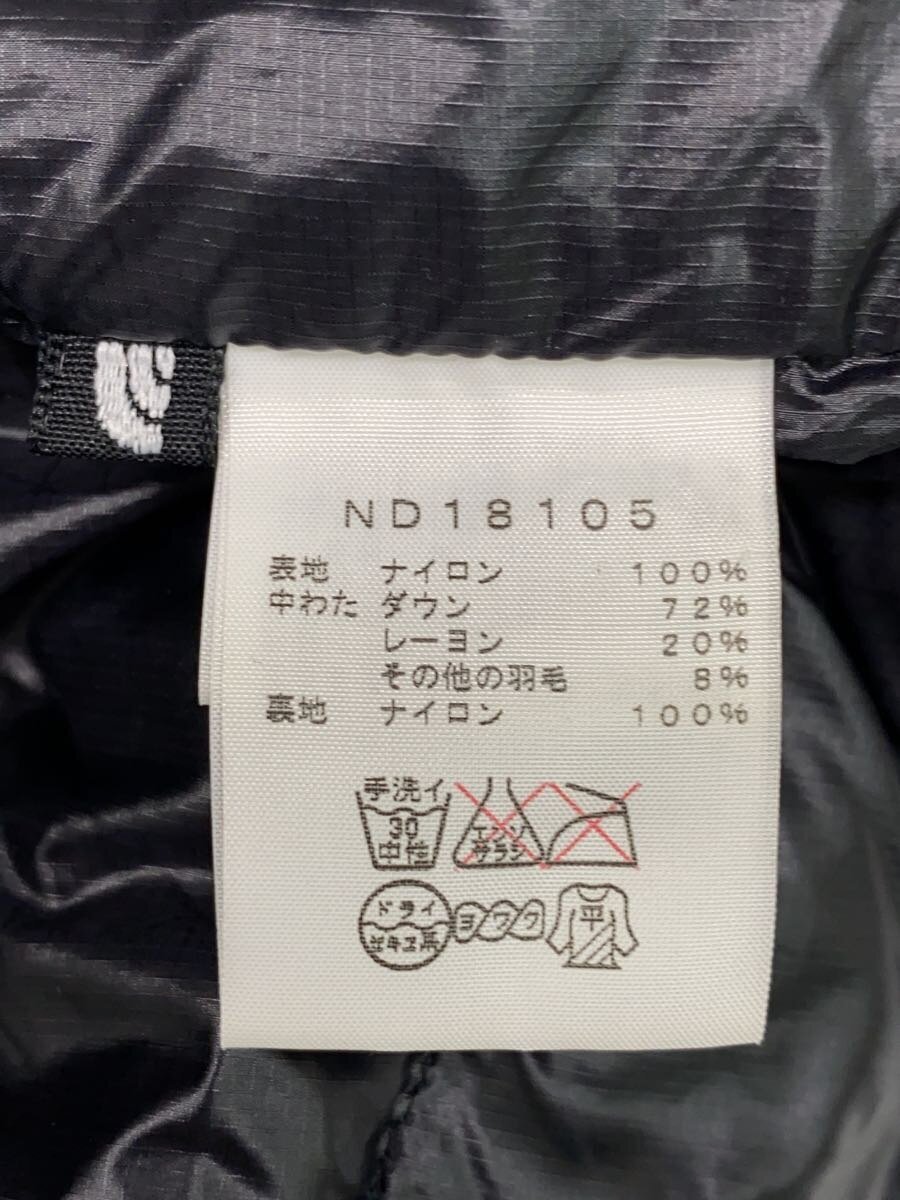 ND18105
表地 ナイロン 100%
中わた ダウン 72%
レーヨン 20%
その他の羽毛 8%
裏地 ナイロン 100%
手洗イ
30
中性
エンソ
サラシ
ドライ
セキユ系
ヨワク
平